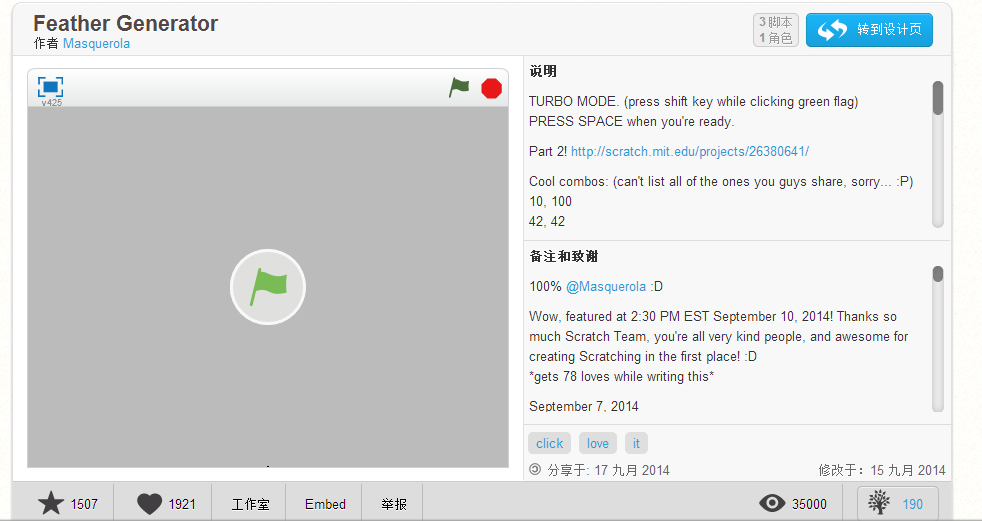 Feather Generator
作者 Masquerola
3 脚本
1 角色
转到设计页
v425
说明
TURBO MODE. (press shift key while clicking green flag)
PRESS SPACE when you're ready.
Part 2! http://scratch.mit.edu/projects/26380641/
Cool combos: (can't list all of the ones you guys share, sorry... :P)
10, 100
42, 42
备注和致谢
100% @Masquerola :D
Wow, featured at 2:30 PM EST September 10, 2014! Thanks so
much Scratch Team, you're all very kind people, and awesome for
creating Scratching in the first place! :D
*gets 78 loves while writing this*
September 7, 2014
click love it
分享于: 17 九月 2014 修改于: 15 九月 2014
1507 1921 工作室 Embed 举报 35000 190